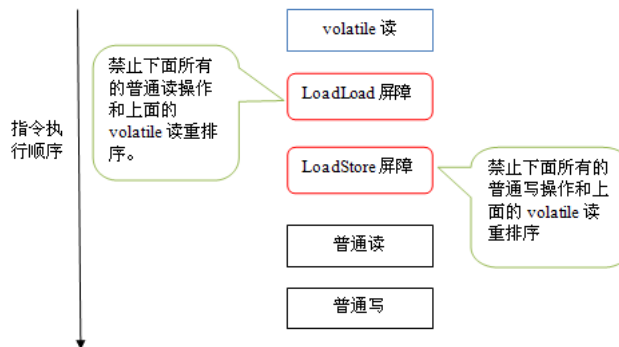 volatile 读
禁止下面所有
的普通读操作
和上面的
volatile 读重排
序。
LoadLoad 屏障
指令执
行顺序
LoadStore 屏障
禁止下面所有的
普通写操作和上
面的 volatile 读
重排序
普通读
普通写